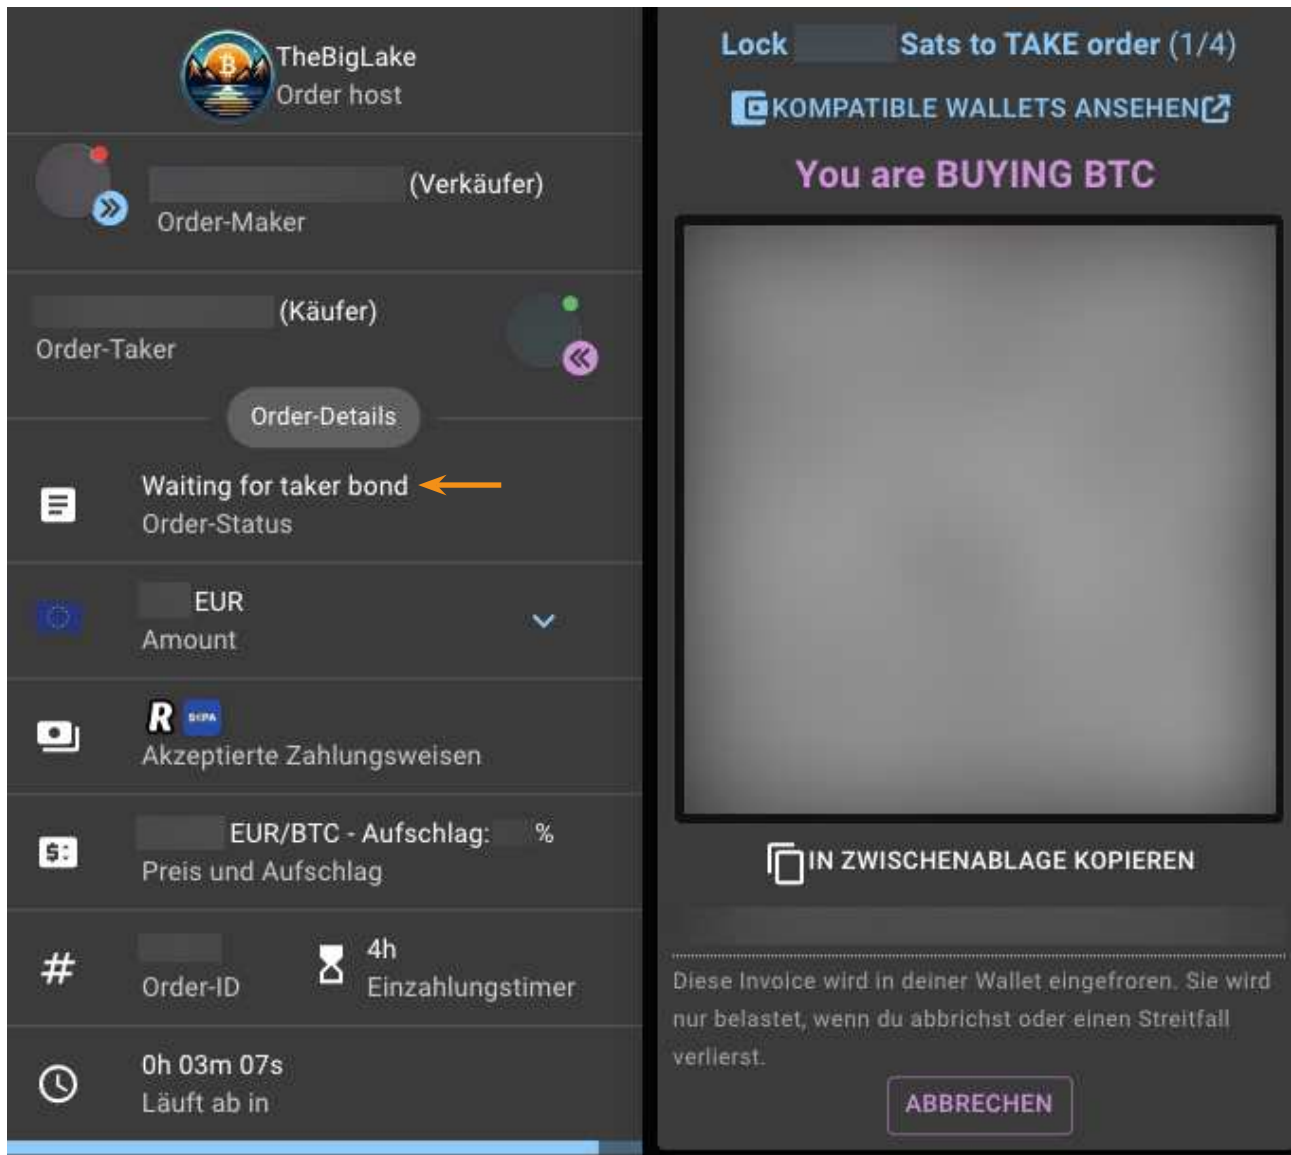 TheBigLake
Order host
(Verkäufer)
Order-Maker
(Käufer)
Order-Taker
Order-Details
Waiting for taker bond
Order-Status
EUR
Amount
R SEPA
Akzeptierte Zahlungsweisen
EUR/BTC - Aufschlag: %
Preis und Aufschlag
#
Order-ID
4h
Einzahlungstimer
0h 03m 07s
Läuft ab in
Lock Sats to TAKE order (1/4)
KOMPATIBLE WALLETS ANSEHEN
You are BUYING BTC
IN ZWISCHENABLAGE KOPIEREN
Diese Invoice wird in deiner Wallet eingefroren. Sie wird
nur belastet, wenn du abbrichst oder einen Streitfall
verlierst.
ABBRECHEN